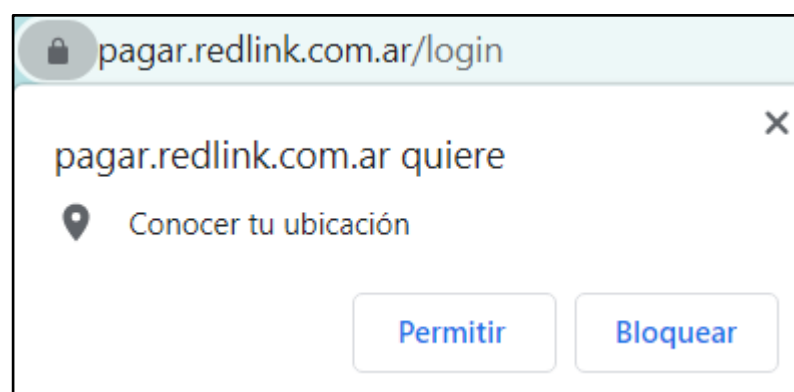 pagar.redlink.com.ar/login
pagar.redlink.com.ar quiere
Conocer tu ubicación
Permitir
Bloquear